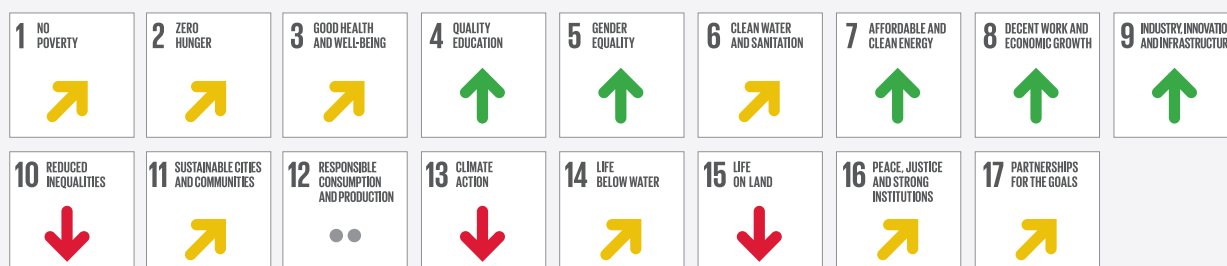 1 NO
POVERTY
2 ZERO
HUNGER
3 GOOD HEALTH
AND WELL-BEING
4 QUALITY
EDUCATION
5 GENDER
EQUALITY
6 CLEAN WATER
AND SANITATION
7 AFFORDABLE AND
CLEAN ENERGY
8 DECENT WORK AND
ECONOMIC GROWTH
9 INDUSTRY, INNOVATIO
AND INFRASTRUCTUR
10 REDUCED
INEQUALITIES
11 SUSTAINABLE CITIES
AND COMMUNITIES
12 RESPONSIBLE
CONSUMPTION
AND PRODUCTION
13 CLIMATE
ACTION
14 LIFE
BELOW WATER
15 LIFE
ON LAND
16 PEACE, JUSTICE
AND STRONG
INSTITUTIONS
17 PARTNERSHIPS
FOR THE GOALS